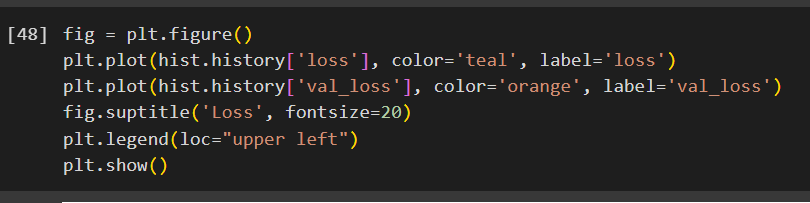 [48] fig = plt.figure()
plt.plot(hist.history['loss'], color='teal', label='loss')
plt.plot(hist.history['val_loss'], color='orange', label='val_loss')
fig.suptitle('Loss', fontsize=20)
plt.legend(loc="upper left")
plt.show()